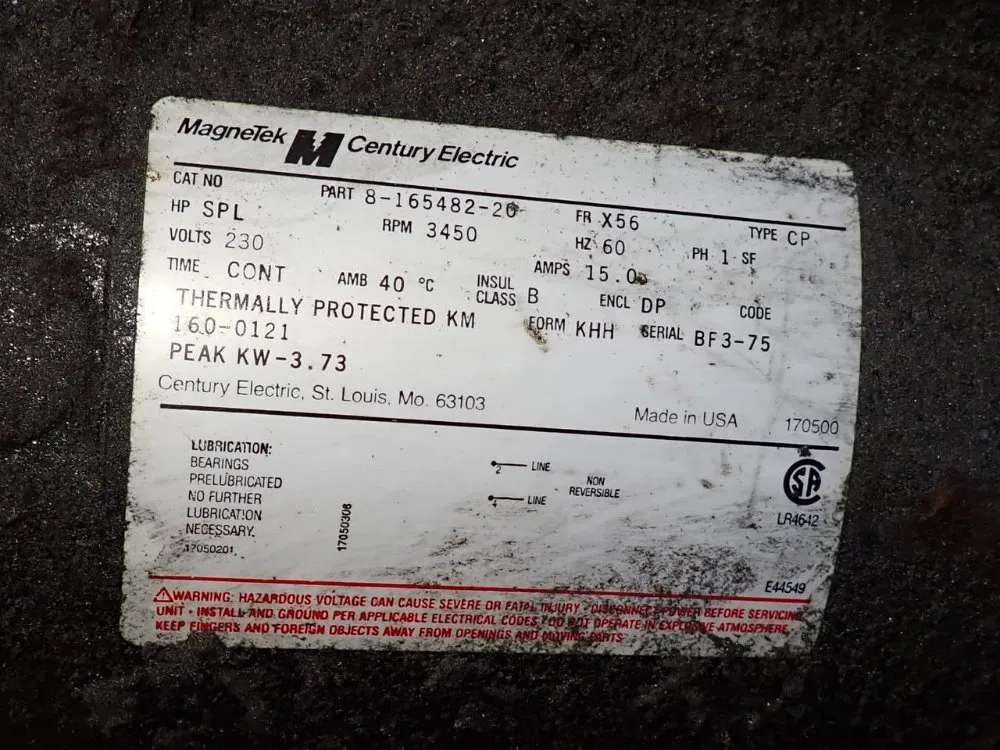 MagneTek M Century Electric
CAT NO PART 8-165482-20 FR X56 TYPE CP
HP SPL RPM 3450 HZ 60 PH 1 SF
VOLTS 230 AMPS 15.0
TIME CONT AMB 40 °C INSUL CLASS B ENCL DP CODE
THERMALLY PROTECTED KM FORM KHH SERIAL BF3-75
160-0121
PEAK KW-3.73
Century Electric, St. Louis, Mo. 63103
Made in USA 170500
LUBRICATION:
BEARINGS
PRELUBRICATED
NO FURTHER
LUBRICATION
NECESSARY.
17050201
17050308
2 LINE
4 LINE
NON
REVERSIBLE
SA
LR4642
E44549
⚠WARNING: HAZARDOUS VOLTAGE CAN CAUSE SEVERE OR FATAL INJURY - DISCONNECT POWER BEFORE SERVICING
UNIT - INSTALL AND GROUND PER APPLICABLE ELECTRICAL CODES DO NOT OPERATE IN EXPLOSIVE ATMOSPHERE.
KEEP FINGERS AND FOREIGN OBJECTS AWAY FROM OPENINGS AND MOVING PARTS